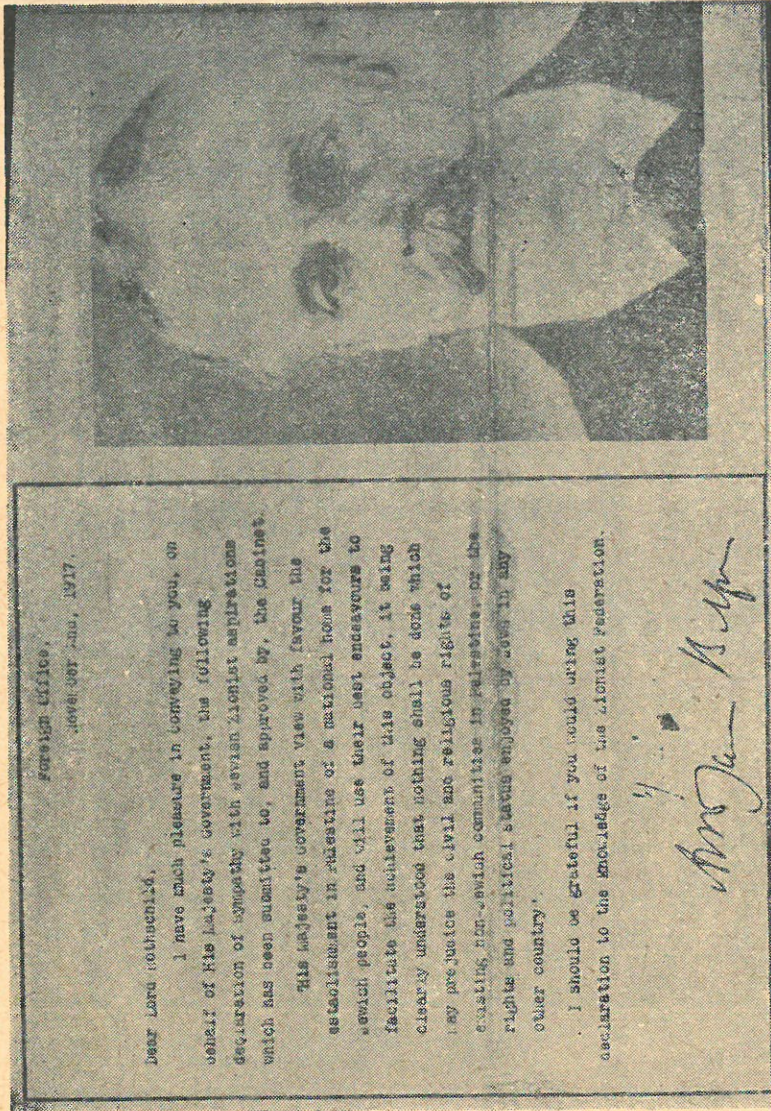 Foreign Office,
November 2nd, 1917.
Dear Lord Rothschild,
I have much pleasure in conveying to you, on
behalf of His Majesty's Government, the following
declaration of sympathy with Jewish Zionist aspirations
which has been submitted to, and approved by, the Cabinet.
"His Majesty's Government view with favour the
establishment in Palestine of a national home for the
Jewish people, and will use their best endeavours to
facilitate the achievement of this object, it being
clearly understood that nothing shall be done which
may prejudice the civil and religious rights of
existing non-Jewish communities in Palestine, or the
rights and political status enjoyed by Jews in any
other country".
I should be grateful if you would bring this
declaration to the knowledge of the Zionist Federation.